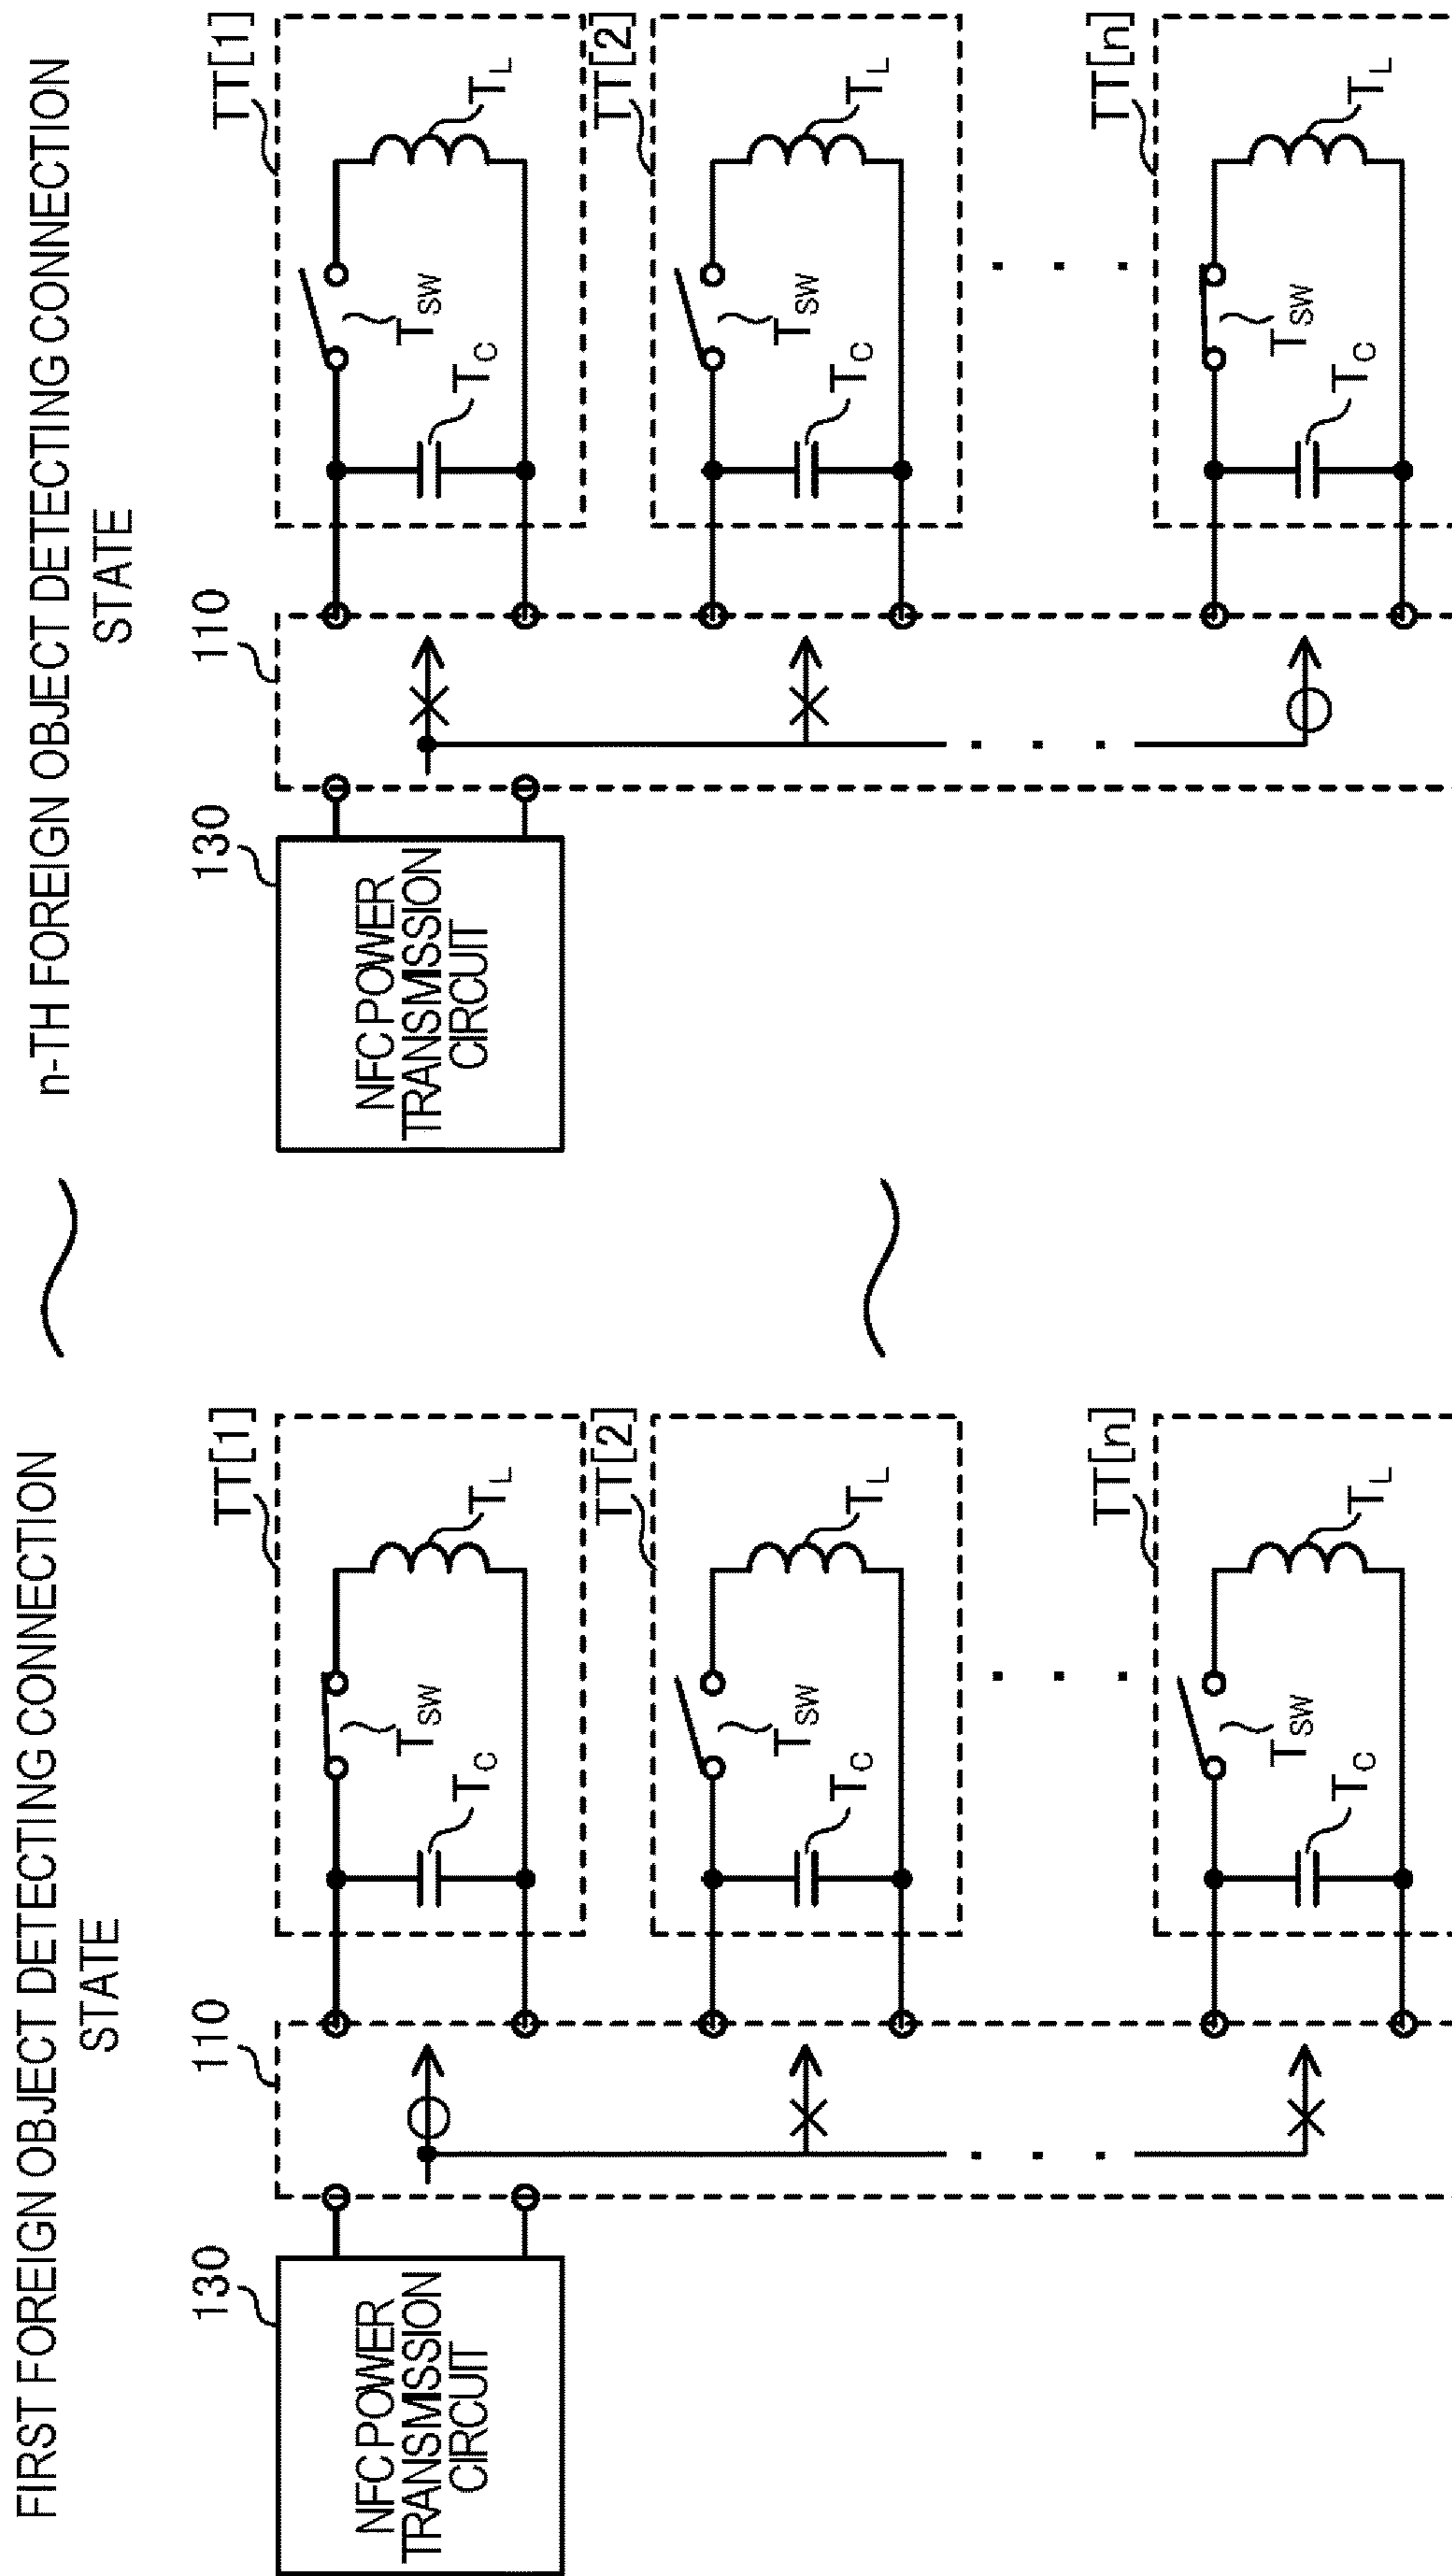 FIRST FOREIGN OBJECT DETECTING CONNECTION
STATE
130
NFC POWER
TRANSMISSION
CIRCUIT
110
TT[1]
TSW
TC
TL
TT[2]
TSW
TC
TL
TT[n]
TSW
TC
TL
n-TH FOREIGN OBJECT DETECTING CONNECTION
STATE
130
NFC POWER
TRANSMISSION
CIRCUIT
110
TT[1]
TSW
TC
TL
TT[2]
TSW
TC
TL
TT[n]
TSW
TC
TL